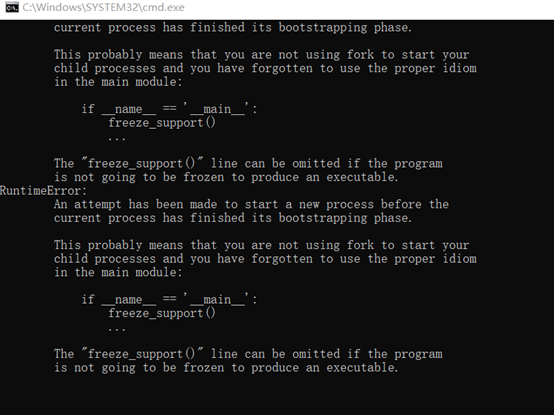 C:\Windows\SYSTEM32\cmd.exe
current process has finished its bootstrapping phase.
This probably means that you are not using fork to start your
child processes and you have forgotten to use the proper idiom
in the main module:
if __name__ == '__main__':
freeze_support()
...
The "freeze_support()" line can be omitted if the program
is not going to be frozen to produce an executable.
RuntimeError:
An attempt has been made to start a new process before the
current process has finished its bootstrapping phase.
This probably means that you are not using fork to start your
child processes and you have forgotten to use the proper idiom
in the main module:
if __name__ == '__main__':
freeze_support()
...
The "freeze_support()" line can be omitted if the program
is not going to be frozen to produce an executable.